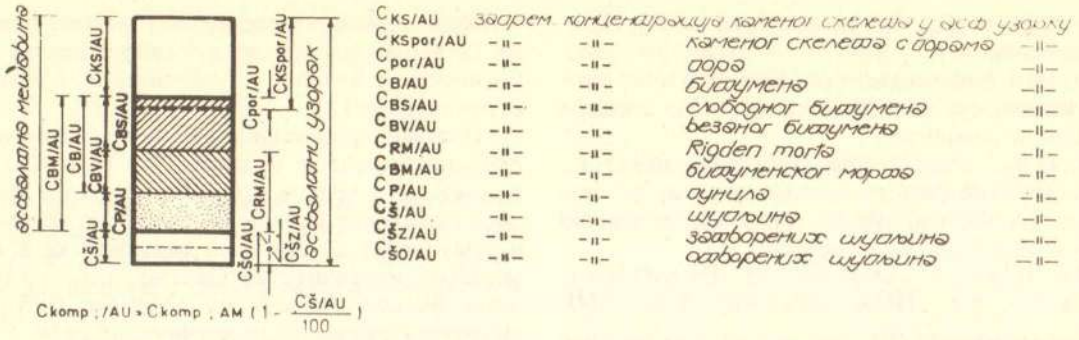 асфалтна мешавина
CKS/AU
CBM/AU
CB/AU
CBV/AU
CBS/AU
CP/AU
CŠ/AU
Cpor/AU
CKSpor/AU
CRM/AU
CŠO/AU
CŠZ/AU
асфалтни узорак
CKS/AU запрем. концентрација каменог скелета у асф узорку
CKSpor/AU -"- -"- каменог скелета с порама -"-
Cpor/AU -"- -"- пора
CB/AU -"- -"- битумена
CBS/AU -"- -"- слободног битумена
CBV/AU -"- -"- везаног битумена
CRM/AU -"- -"- Rigden морта
CBM/AU -"- -"- битуменског морта
CP/AU -"- -"- пунила
CŠ/AU -"- -"- шупљина
CŠZ/AU -"- -"- затворених шупљина -"-
CŠO/AU -"- -"- отворених шупљина -"-
Ckomp ; /AU = Ckomp ; AM ( 1 - CŠ/AU / 100 )